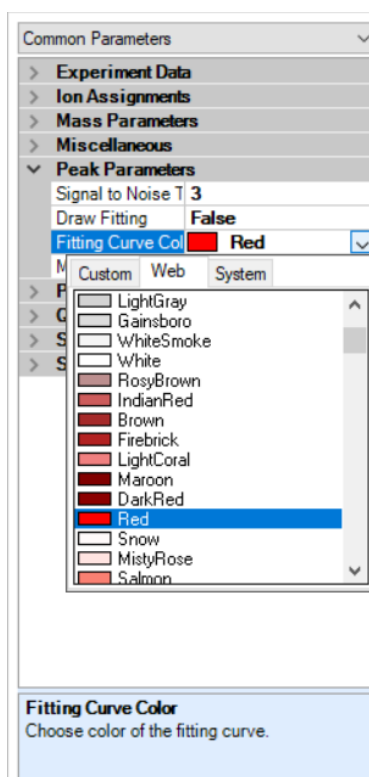 Common Parameters
Experiment Data
Ion Assignments
Mass Parameters
Miscellaneous
Peak Parameters
Signal to Noise T 3
Draw Fitting False
Fitting Curve Col Red
M
Custom Web System
P
LightGray
Q
Gainsboro
S
WhiteSmoke
S
White
RosyBrown
IndianRed
Brown
Firebrick
LightCoral
Maroon
DarkRed
Red
Snow
MistyRose
Salmon
Fitting Curve Color
Choose color of the fitting curve.